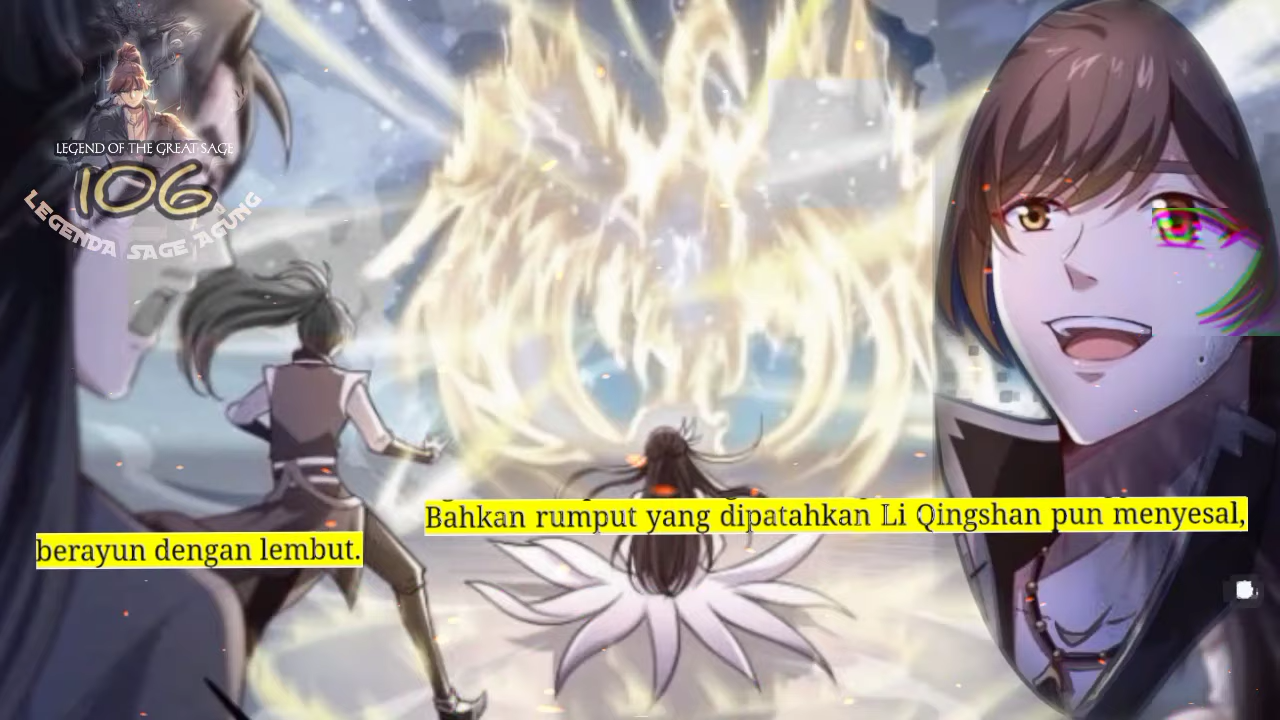 LEGEND OF THE GREAT SAGE
106
LEGENDA SAGE AGUNG
Bahkan rumput yang dipatahkan Li Qingshan pun menyesal,
berayun dengan lembut.